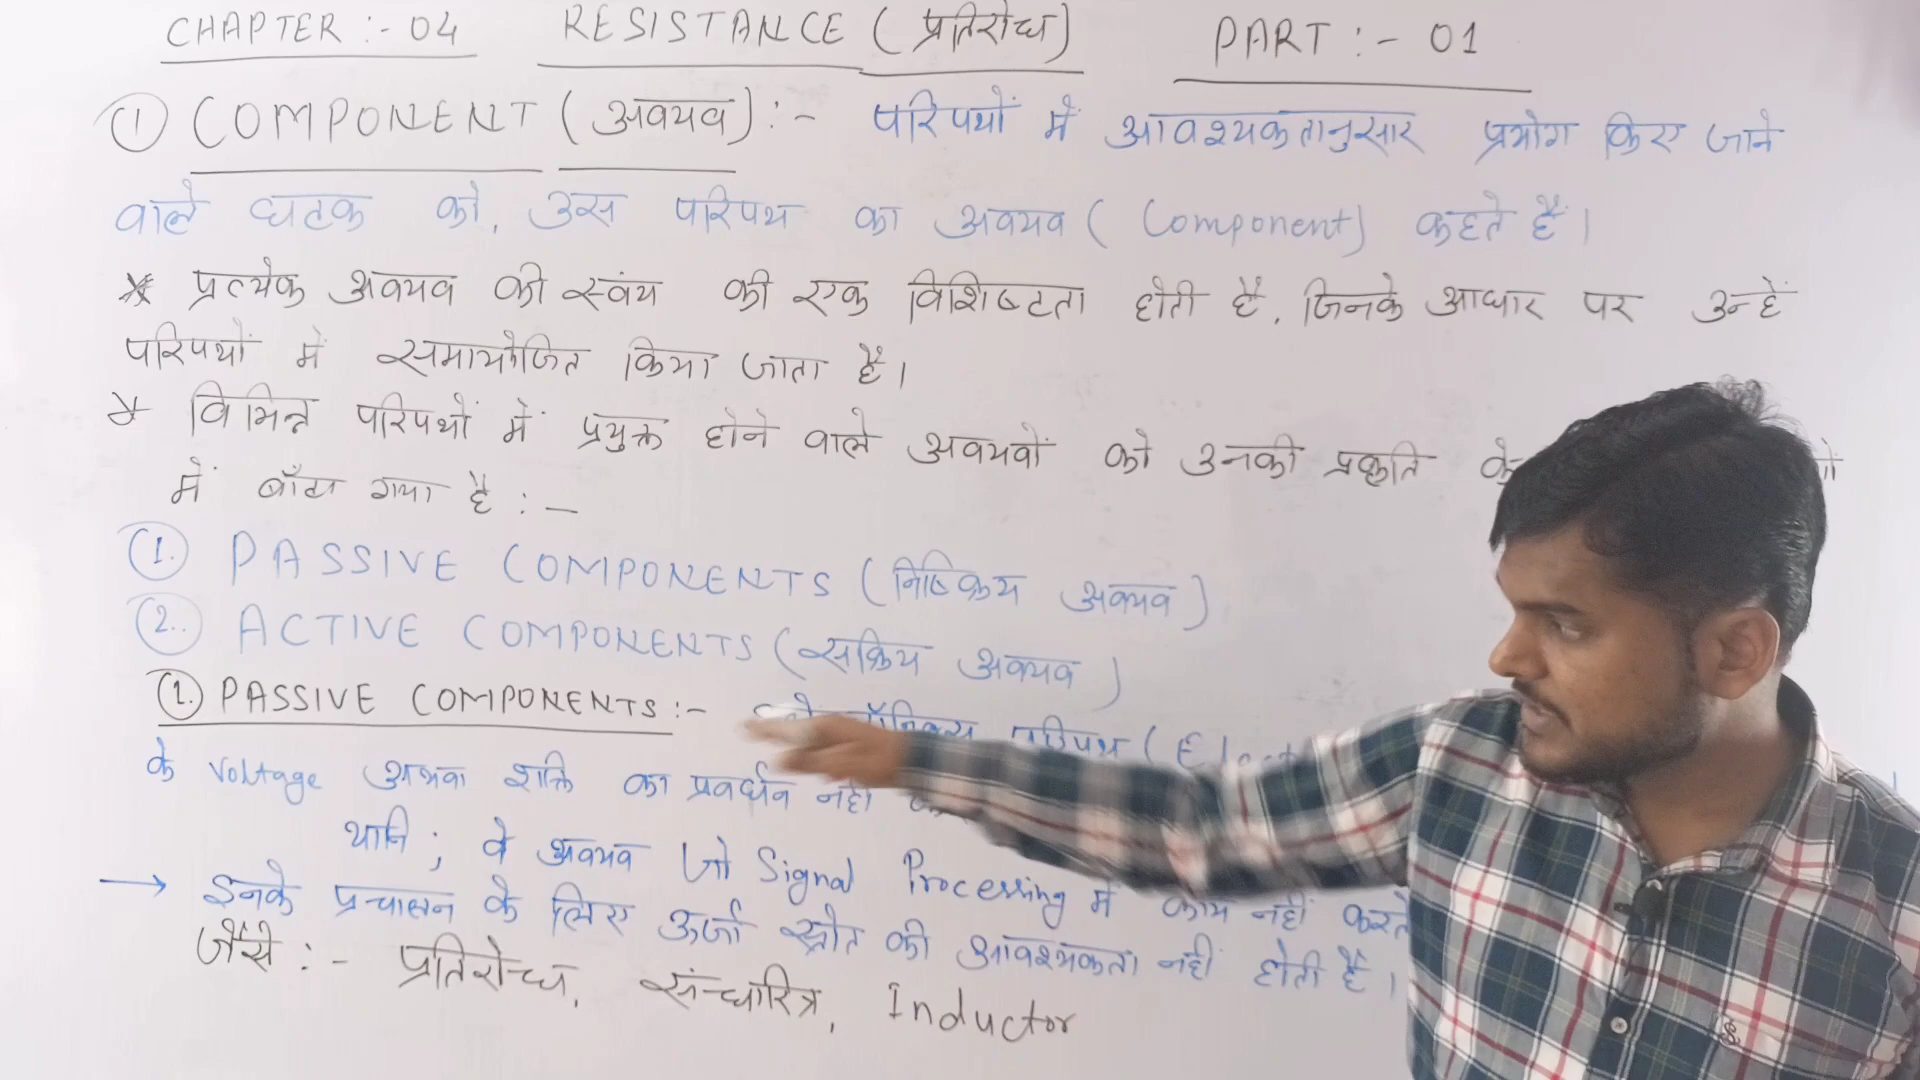 CHAPTER :- 04 RESISTANCE (प्रतिरोध) PART :- 01
① COMPONENT (अवयव) :- परिपथों में आवश्यकतानुसार प्रयोग किए जाने
वाले घटक को, उस परिपथ का अवयव (Component) कहते हैं।
* प्रत्येक अवयव की स्वंय की एक विशिष्टता होती है, जिनके आधार पर उन्हें
परिपथों में समायोजित किया जाता है।
* विभिन्न परिपथों में प्रयुक्त होने वाले अवयवों को उनकी प्रकृति के
में बाँटा गया है :-
①. PASSIVE COMPONENTS (निष्क्रिय अवयव)
②.. ACTIVE COMPONENTS (सक्रिय अवयव)
①. PASSIVE COMPONENTS :- परिपथ (Elect
के Voltage अथवा शक्ति का प्रवर्धन नहीं
यानि ; वे अवयव जो Signal Processing में कार्य नहीं करते
→ इनके प्रचालन के लिए ऊर्जा स्रोत की आवश्यकता नहीं होती है।
जैसे :- प्रतिरोध, संन्धारित्र, Inductor